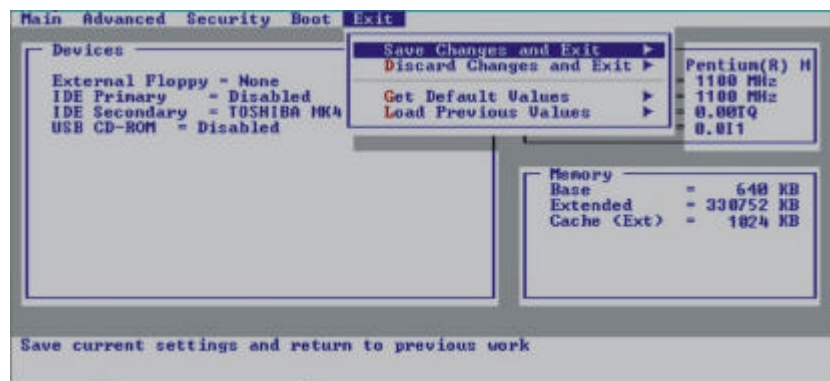 Main Advanced Security Boot Exit
Devices
External Floppy = None
IDE Primary = Disabled
IDE Secondary = TOSHIBA MK4
USB CD-ROM = Disabled
Save Changes and Exit
Discard Changes and Exit
Get Default Values
Load Previous Values
Pentium(R) M
= 1100 MHz
= 1100 MHz
= 0.00TQ
= 0.0I1
Memory
Base = 640 KB
Extended = 330752 KB
Cache (Ext) = 1024 KB
Save current settings and return to previous work